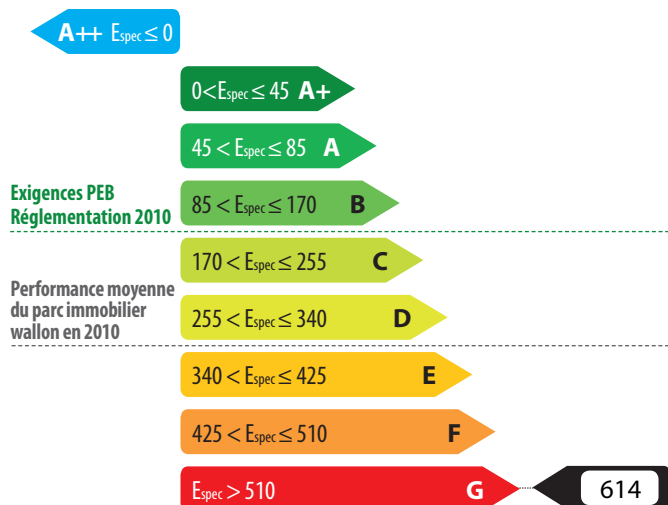 A++ Espec ≤ 0
0<Espec ≤ 45 A+
45 < Espec ≤ 85 A
Exigences PEB
Réglementation 2010
85 < Espec ≤ 170 B
170 < Espec ≤ 255 C
Performance moyenne
du parc immobilier
wallon en 2010
255 < Espec ≤ 340 D
340 < Espec ≤ 425 E
425 < Espec ≤ 510 F
Espec > 510 G 614